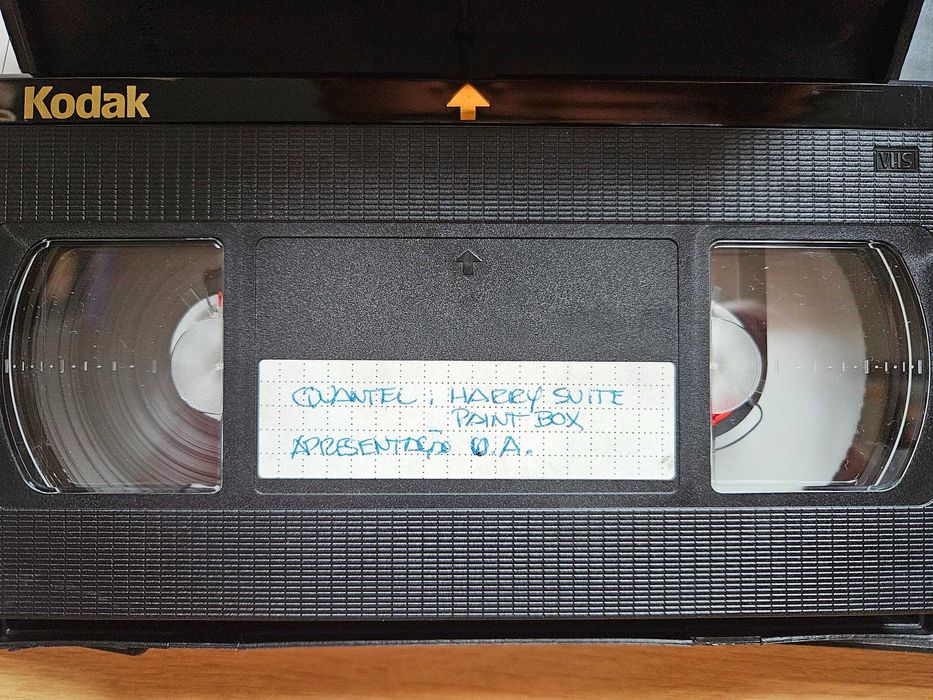 Kodak
VHS
QUANTEL : HARRY SUITE
PAINT BOX
APRESENTAÇÃO V.A.